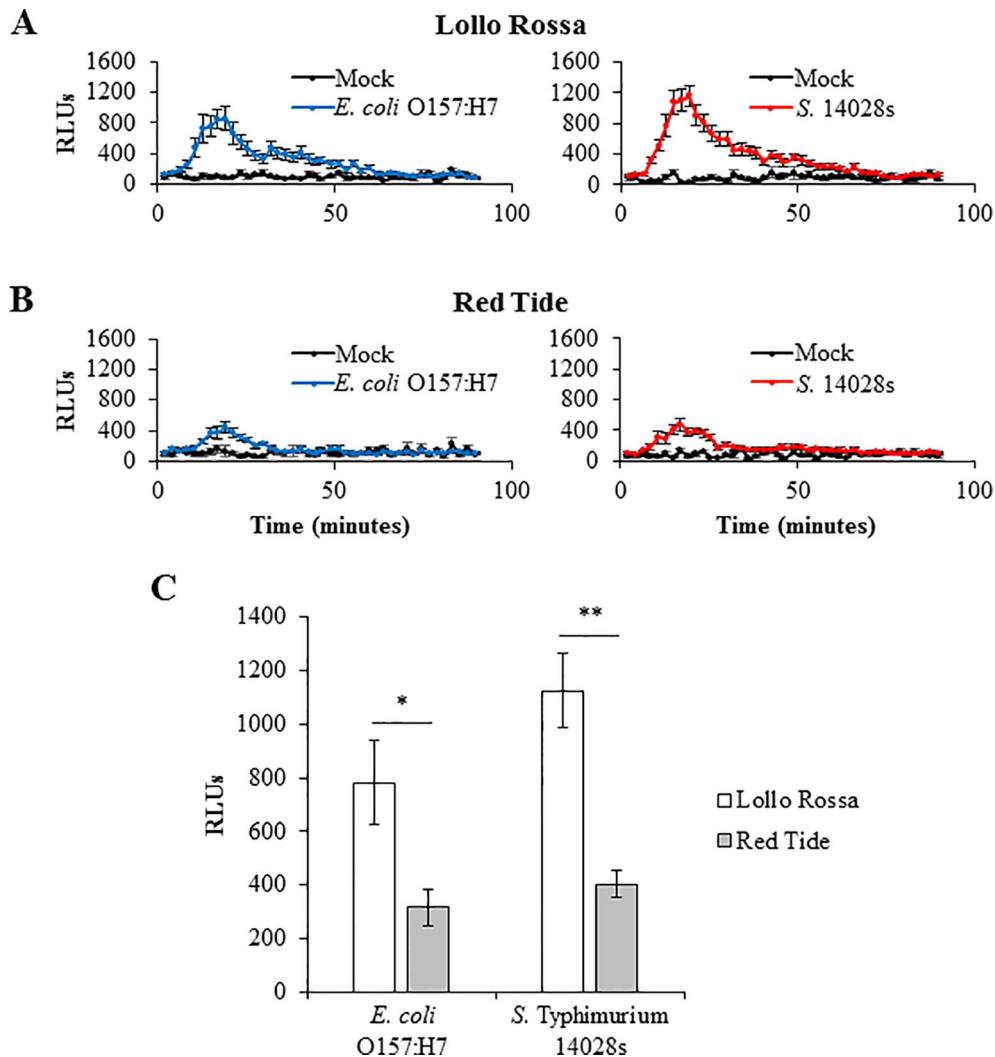 A
Lollo Rossa
RLUs
1600
1200
800
400
0
0 50 100
Mock
E. coli O157:H7
1600
1200
800
400
0
0 50 100
Mock
S. 14028s
B
Red Tide
RLUs
1600
1200
800
400
0
0 50 100
Mock
E. coli O157:H7
Time (minutes)
1600
1200
800
400
0
0 50 100
Mock
S. 14028s
Time (minutes)
C
RLUs
1400
1200
1000
800
600
400
200
0
*
**
E. coli
O157:H7
S. Typhimurium
14028s
Lollo Rossa
Red Tide